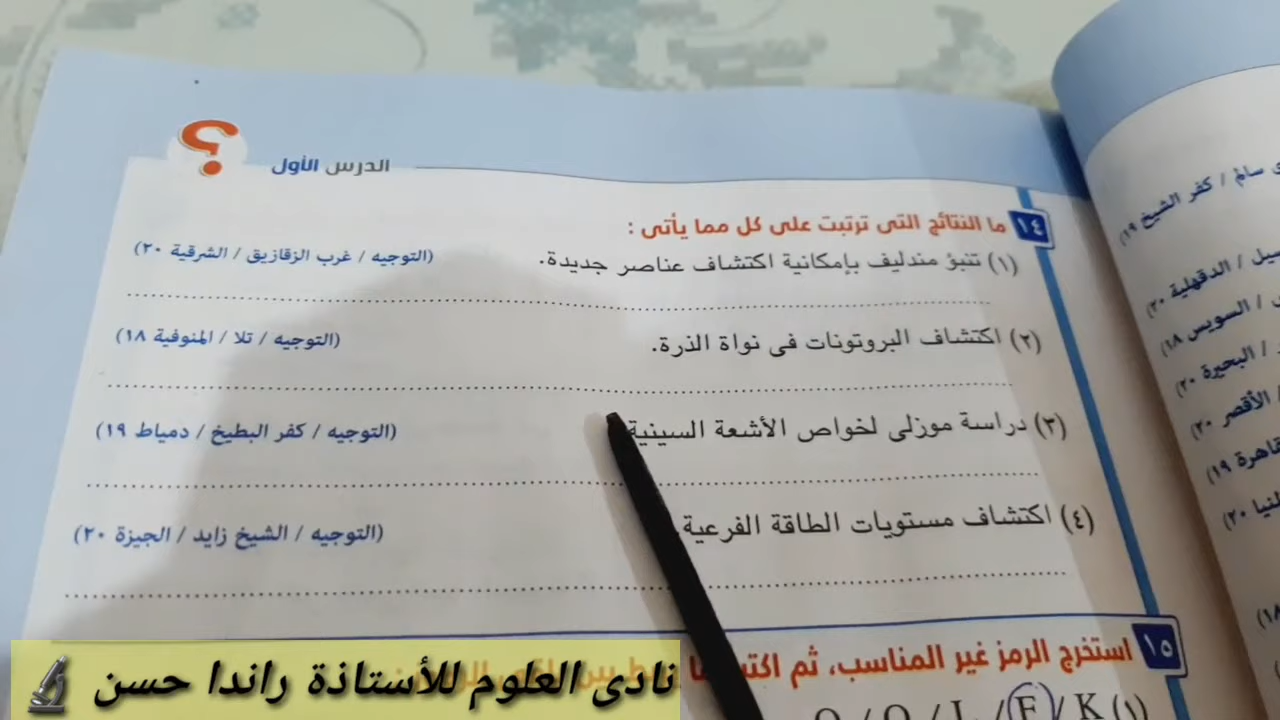 الدرس الأول
؟
١٤ ما النتائج التى ترتبت على كل مما يأتى :
(١) تنبؤ مندليف بإمكانية اكتشاف عناصر جديدة. (التوجيه / غرب الزقازيق / الشرقية ٢٠)
(٢) اكتشاف البروتونات فى نواة الذرة. (التوجيه / تلا / المنوفية ١٨)
(٣) دراسة موزلى لخواص الأشعة السينية (التوجيه / كفر البطيخ / دمياط ١٩)
(٤) اكتشاف مستويات الطاقة الفرعية. (التوجيه / الشيخ زايد / الجيزة ٢٠)
١٥ استخرج الرمز غير المناسب، ثم
(١) K / F / L / O / Q
نادى العلوم للأستاذة راندا حسن
سالم / كفر الشيخ ١٩)
الدقهلية ٢٠)
/ السويس ١٨)
/ البحيرة ٢٠)
/ الأقصر ٢٠)
١٩)
٢٠)